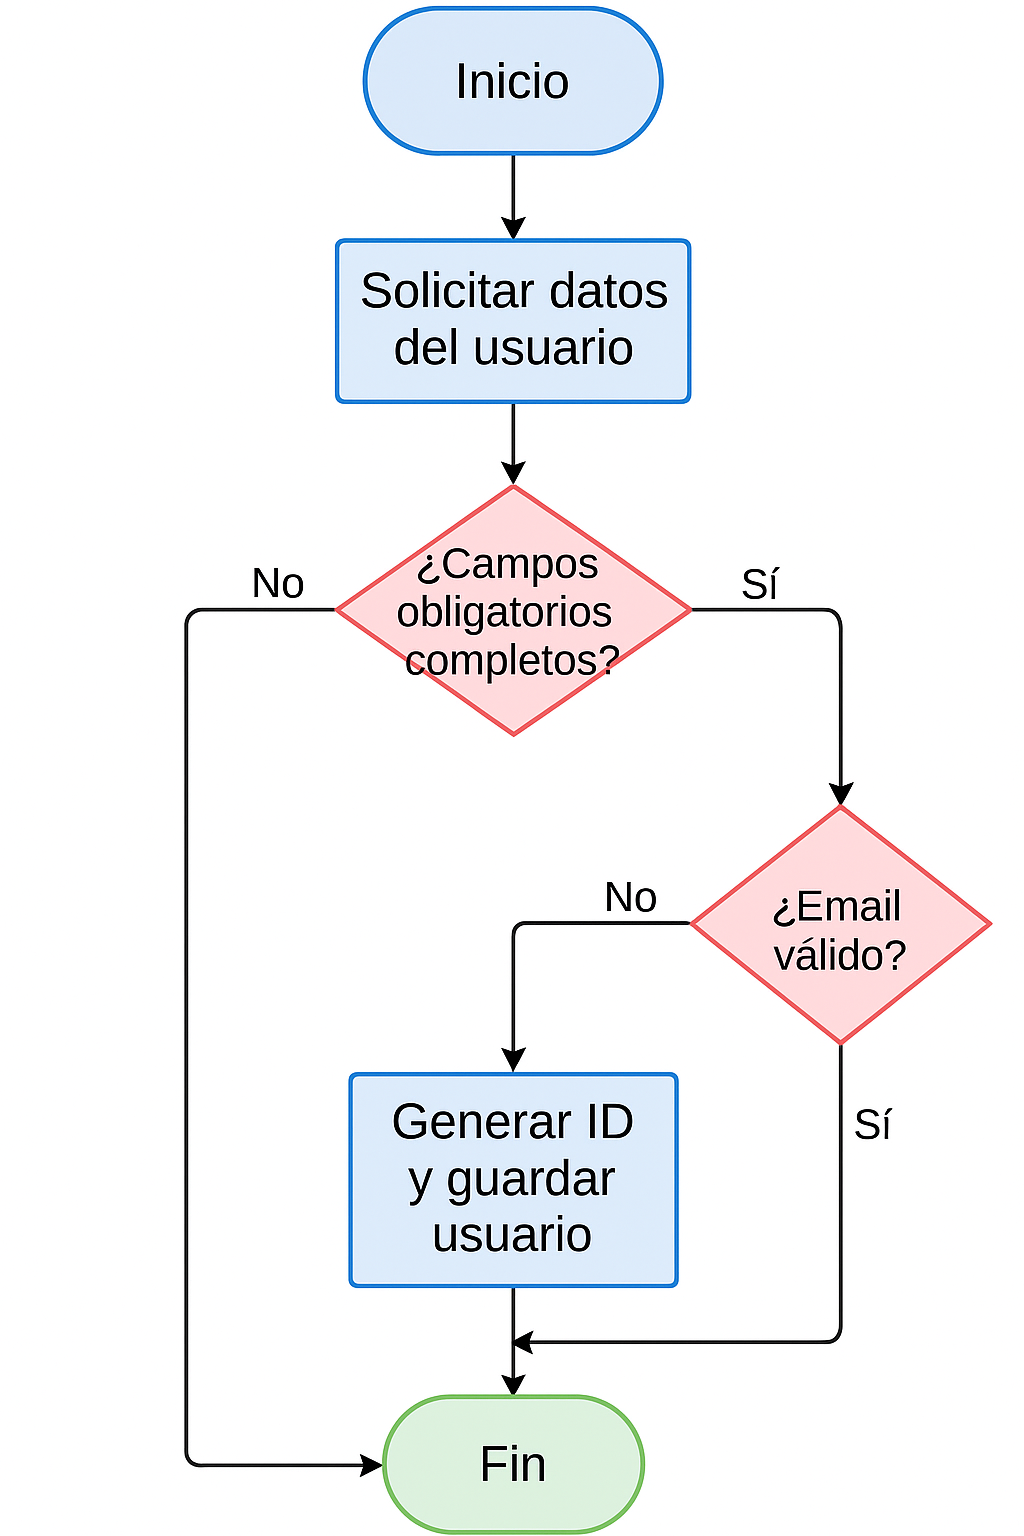 Inicio
Solicitar datos
del usuario
¿Campos
obligatorios
completos?
No
Sí
¿Email
válido?
No
Sí
Generar ID
y guardar
usuario
Fin